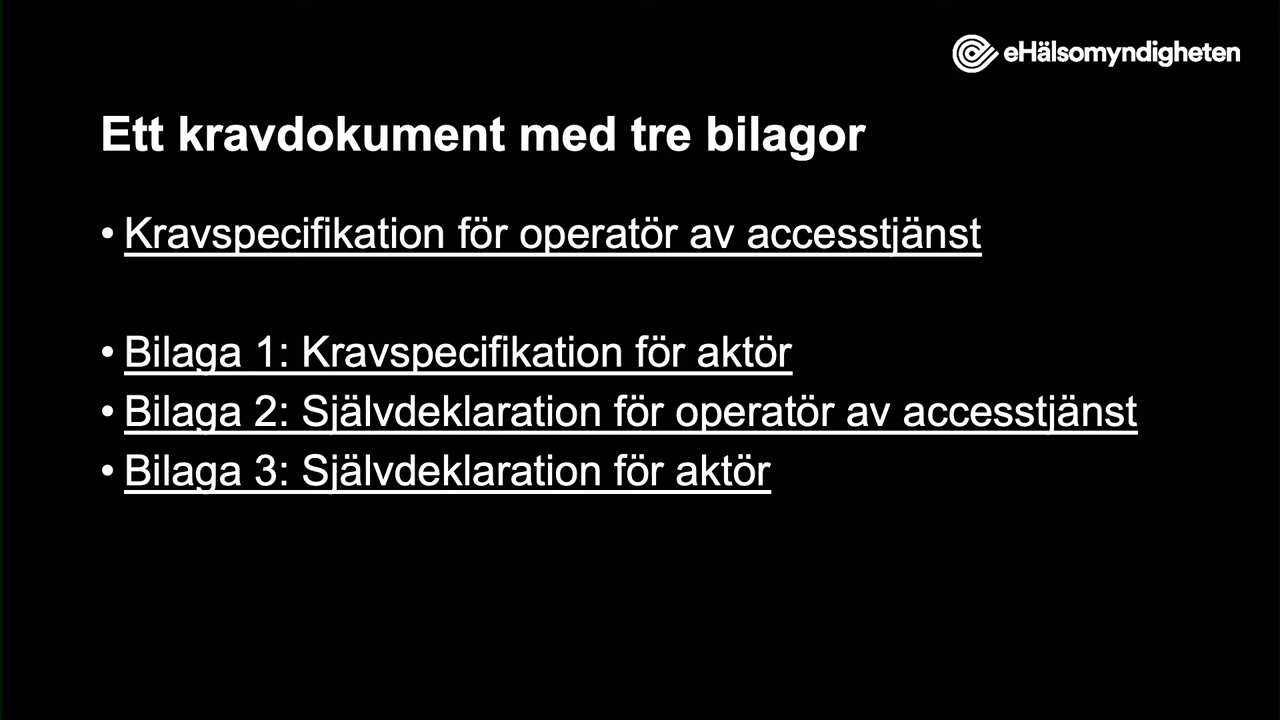 eHälsomyndigheten
Ett kravdokument med tre bilagor
• Kravspecifikation för operatör av accesstjänst
• Bilaga 1: Kravspecifikation för aktör
• Bilaga 2: Självdeklaration för operatör av accesstjänst
• Bilaga 3: Självdeklaration för aktör